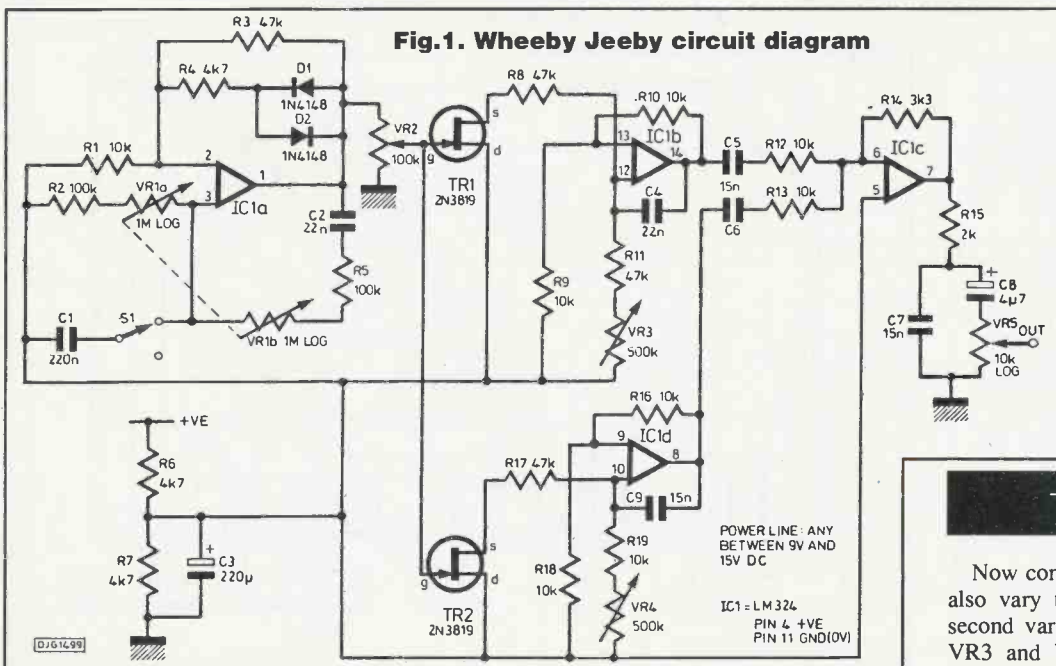 Fig.1. Wheeby Jeeby circuit diagram
R3 47k
R4 4k7
D1
1N4148
D2
1N4148
R1 10k
R2 100k
VR1a
1M LOG
2
3
1
IC1a
C2
22n
R5
100k
C1
220n
S1
VR1b 1M LOG
VR2
100k
g
s
d
TR1
2N3819
R8 47k
R10 10k
IC1b
13
12
14
C4
22n
R11
47k
R9
10k
VR3
500k
C5
15n
R12 10k
R13 10k
C6
R14 3k3
IC1c
6
5
7
R15
2k
C8
+
4µ7
C7
15n
VR5
OUT
10k
LOG
+VE
R6
4k7
R7
4k7
+
C3
220µ
R16 10k
IC1d
9
10
8
R17 47k
C9
15n
R19
10k
R18
10k
VR4
500k
g
s
d
TR2
2N3819
POWER LINE: ANY
BETWEEN 9V AND
15V DC
IC1 = LM324
PIN 4 +VE
PIN 11 GND(0V)
DJG1499
Now con
also vary
second var
VR3 and